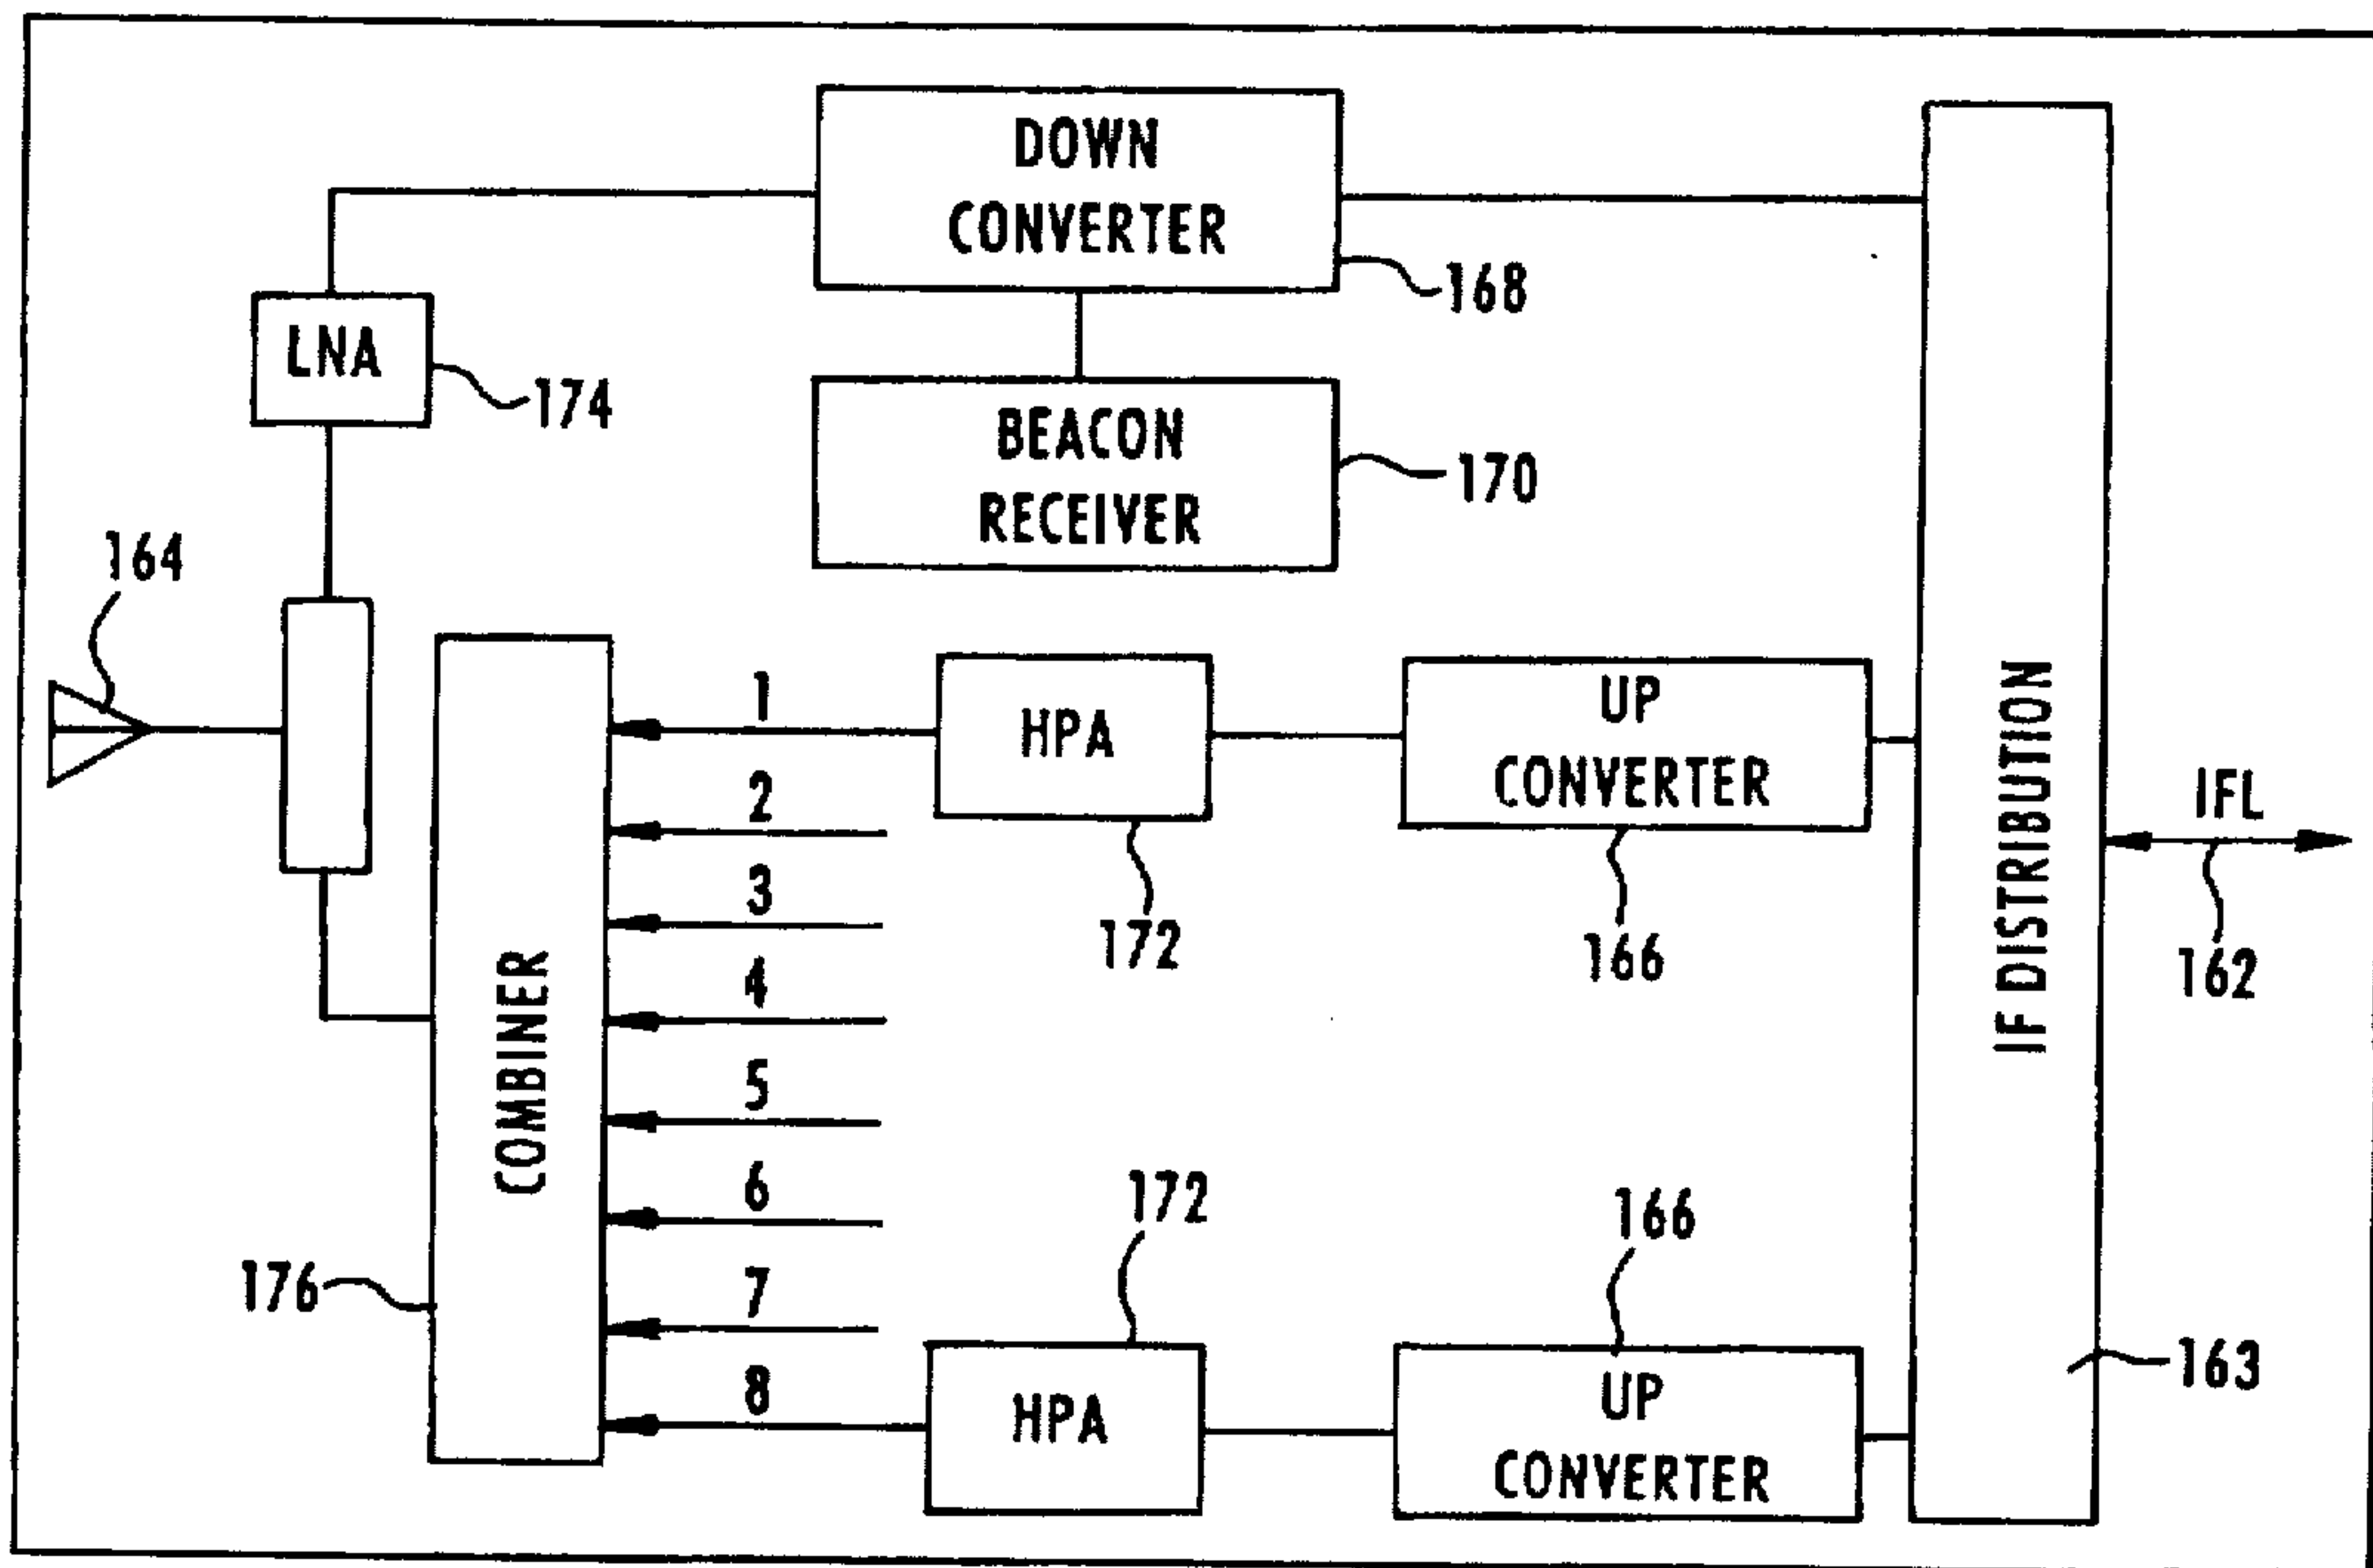 DOWN
CONVERTER
168
LNA
174
BEACON
RECEIVER
170
164
COMBINER
176
1
2
3
4
5
6
7
8
HPA
172
UP
CONVERTER
166
IF DISTRIBUTION
IFL
162
172
166
HPA
UP
CONVERTER
163